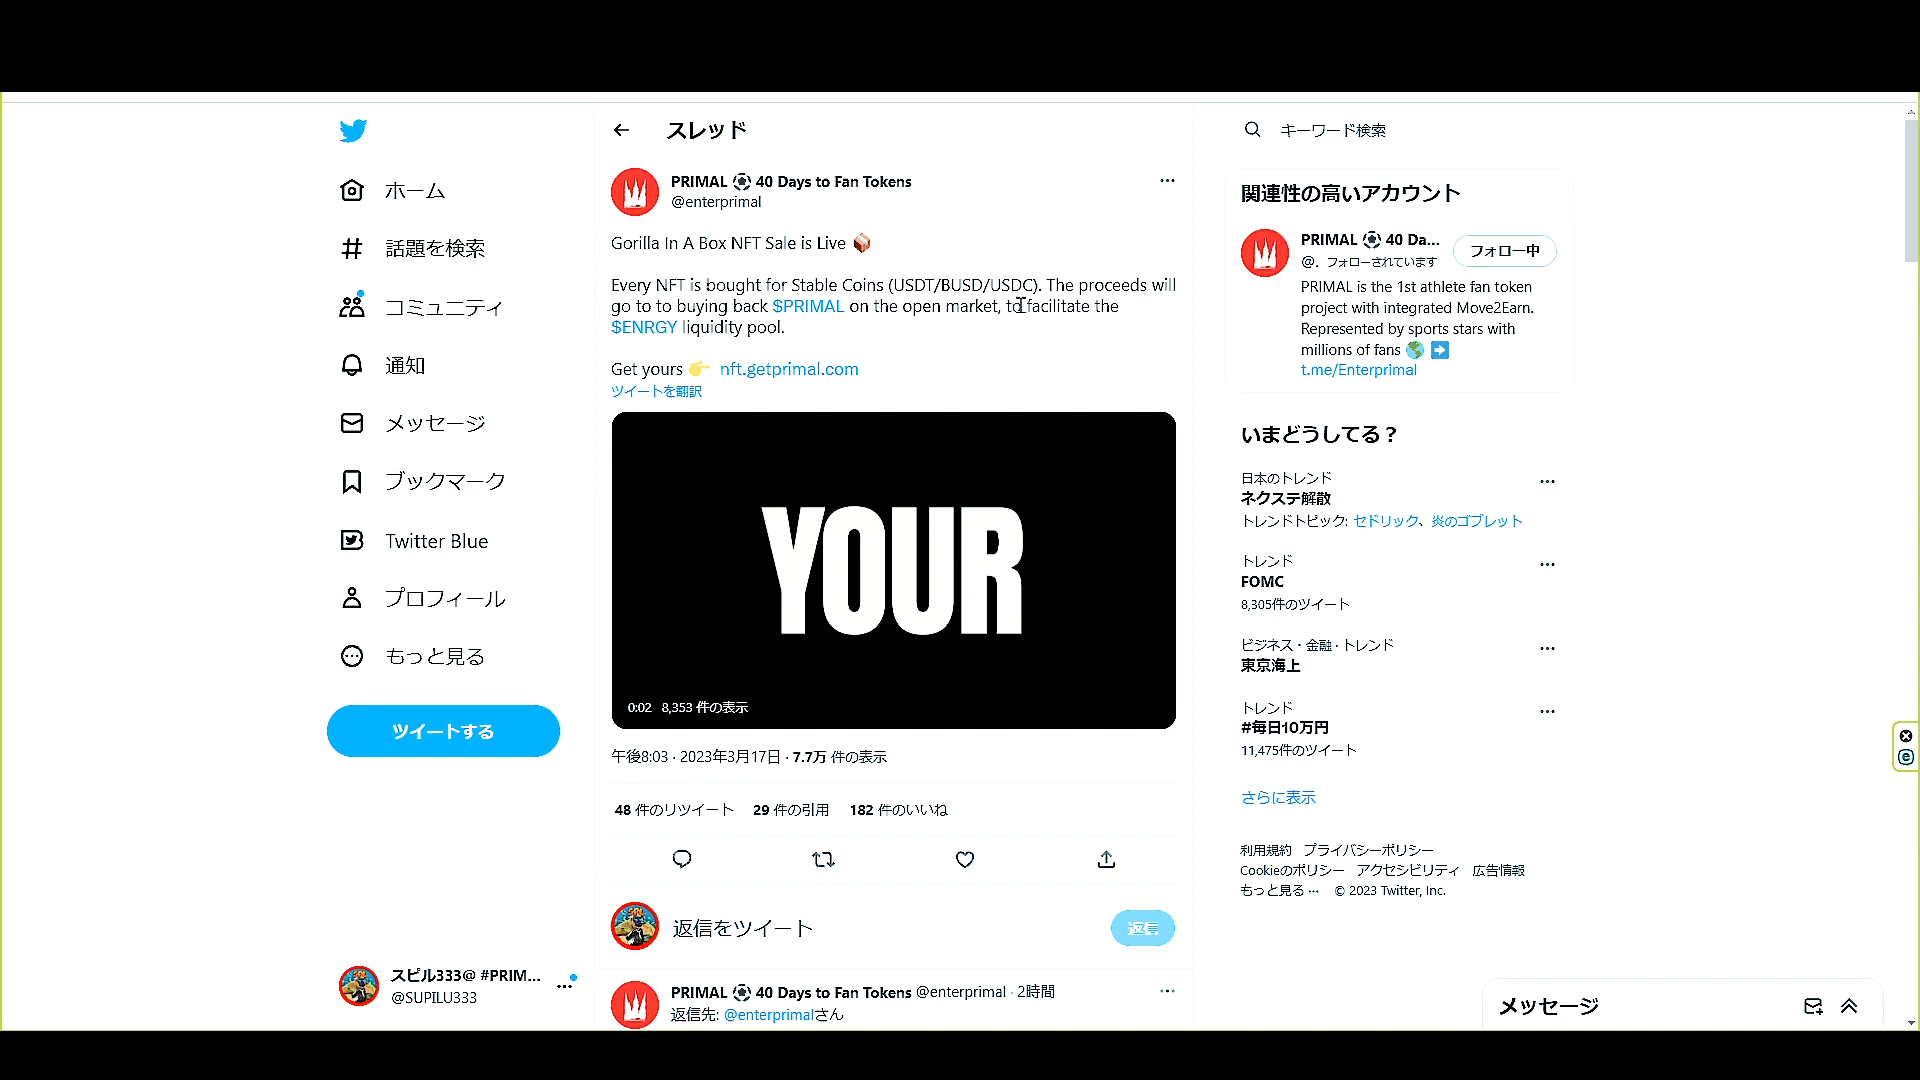 ホーム
話題を検索
コミュニティ
通知
メッセージ
ブックマーク
Twitter Blue
プロフィール
もっと見る
ツイートする
スピル333@ #PRIM...
@SUPILU333
スレッド
PRIMAL ⚽ 40 Days to Fan Tokens
@enterprimal
Gorilla In A Box NFT Sale is Live 📦
Every NFT is bought for Stable Coins (USDT/BUSD/USDC). The proceeds will
go to to buying back $PRIMAL on the open market, to facilitate the
$ENRGY liquidity pool.
Get yours 👉 nft.getprimal.com
ツイートを翻訳
YOUR
0:02 8,353 件の表示
午後8:03 · 2023年3月17日 · 7.7万 件の表示
48 件のリツイート 29 件の引用 182 件のいいね
返信をツイート
返信
PRIMAL ⚽ 40 Days to Fan Tokens @enterprimal · 2時間
返信先: @enterprimalさん
キーワード検索
関連性の高いアカウント
PRIMAL ⚽ 40 Da...
@. フォローされています
フォロー中
PRIMAL is the 1st athlete fan token
project with integrated Move2Earn.
Represented by sports stars with
millions of fans 🌎 ➡
t.me/Enterprimal
いまどうしてる？
日本のトレンド
ネクステ解散
トレンドトピック: セドリック、炎のゴブレット
トレンド
FOMC
8,305件のツイート
ビジネス・金融 · トレンド
東京海上
トレンド
#毎日10万円
11,475件のツイート
さらに表示
利用規約 プライバシーポリシー
Cookieのポリシー アクセシビリティ 広告情報
もっと見る ... © 2023 Twitter, Inc.
メッセージ